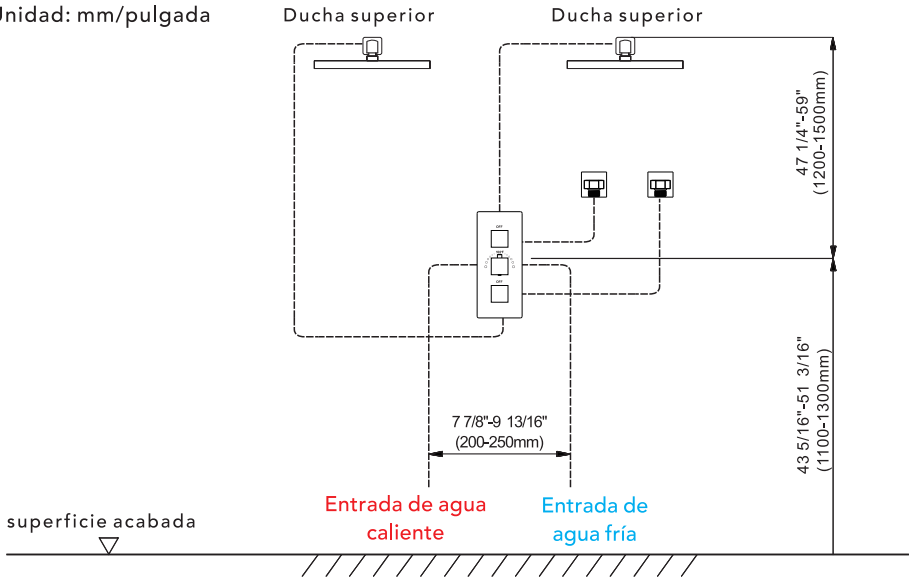 Unidad: mm/pulgada
Ducha superior
Ducha superior
47 1/4"-59"
(1200-1500mm)
OFF
OFF
43 5/16"-51 3/16"
(1100-1300mm)
7 7/8"-9 13/16"
(200-250mm)
Entrada de agua
caliente
Entrada de
agua fría
superficie acabada